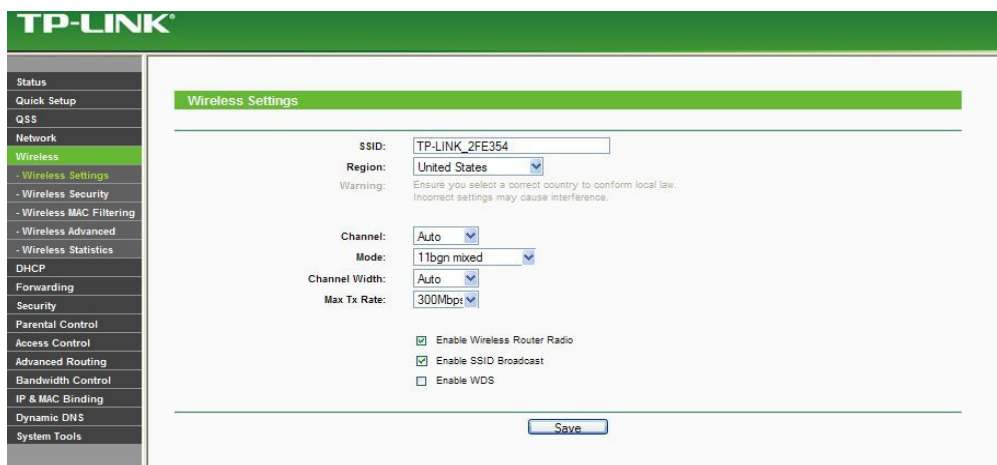 TP-LINK®
Status
Quick Setup
QSS
Network
Wireless
- Wireless Settings
- Wireless Security
- Wireless MAC Filtering
- Wireless Advanced
- Wireless Statistics
DHCP
Forwarding
Security
Parental Control
Access Control
Advanced Routing
Bandwidth Control
IP & MAC Binding
Dynamic DNS
System Tools
Wireless Settings
SSID: TP-LINK_2FE354
Region: United States
Warning: Ensure you select a correct country to conform local law.
Incorrect settings may cause interference.
Channel: Auto
Mode: 11bgn mixed
Channel Width: Auto
Max Tx Rate: 300Mbps
Enable Wireless Router Radio
Enable SSID Broadcast
Enable WDS
Save